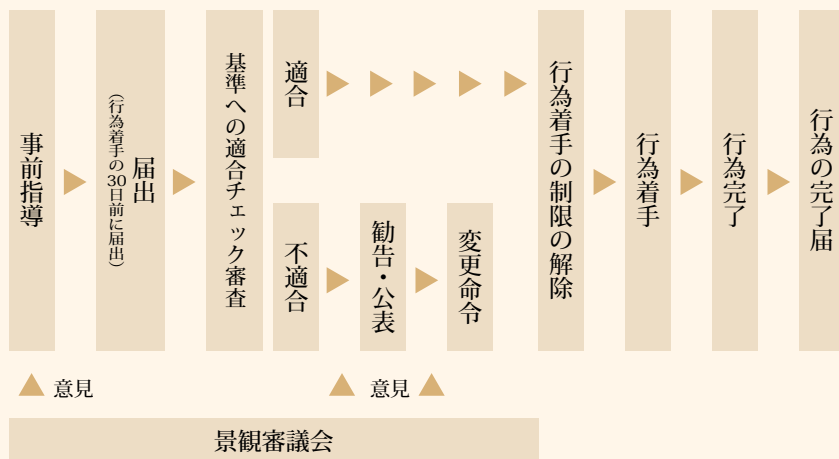 事前指導
届出
(行為着手の30日前に届出)
基準への適合チェック審査
適合
不適合
勧告・公表
変更命令
行為着手の制限の解除
行為着手
行為完了
行為の完了届
意見
意見
景観審議会